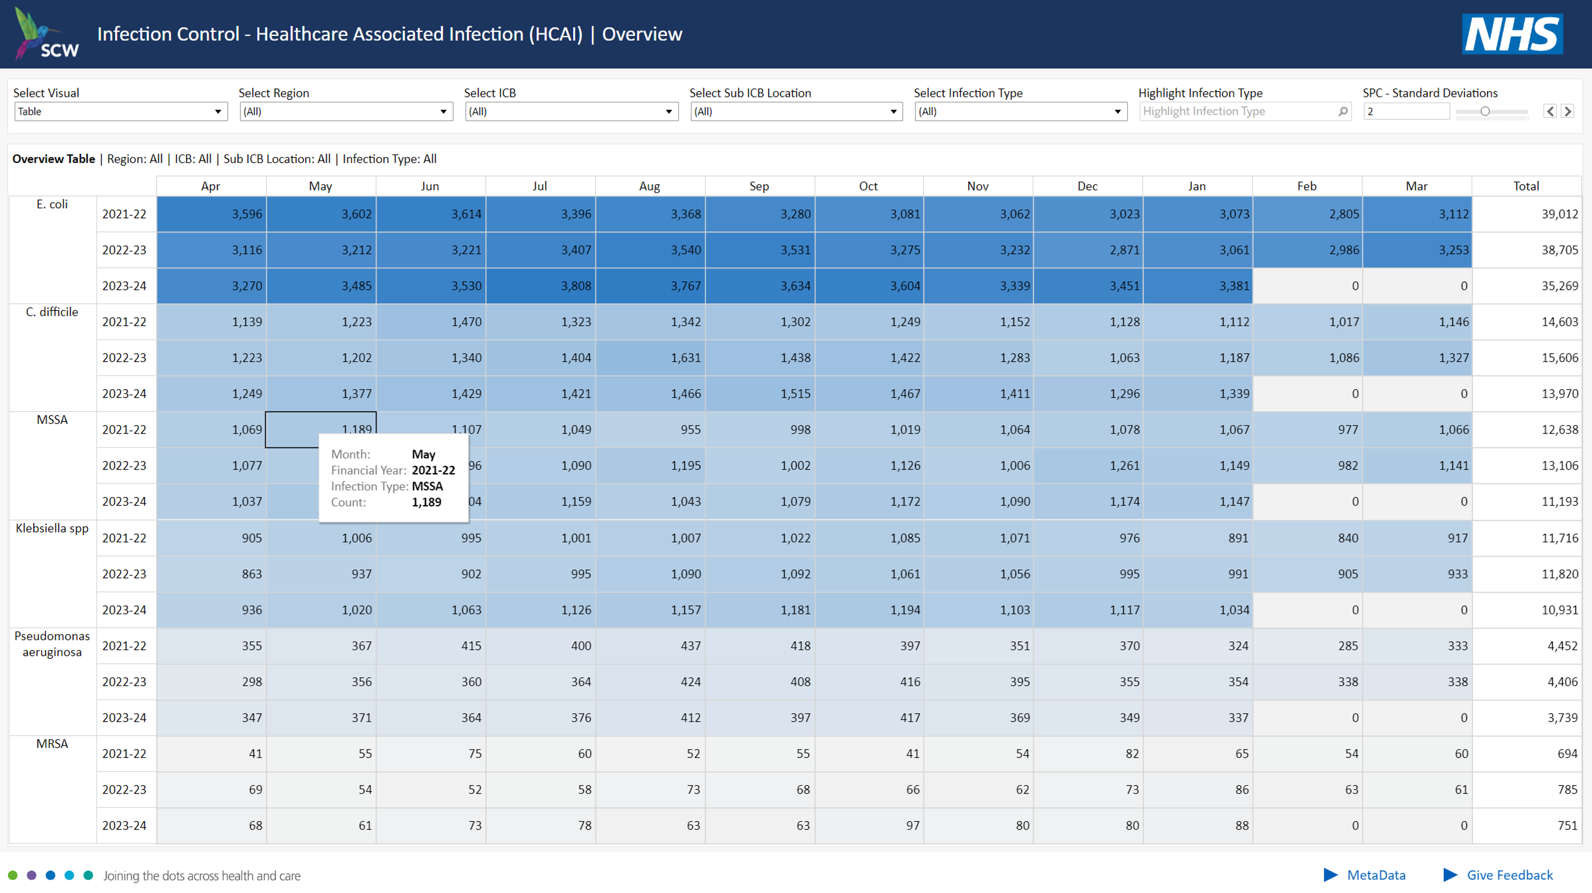 SCW
Infection Control - Healthcare Associated Infection (HCAI) | Overview
NHS
Select Visual Select Region Select ICB Select Sub ICB Location Select Infection Type Highlight Infection Type SPC - Standard Deviations
Table (All) (All) (All) (All) Highlight Infection Type 2
Overview Table | Region: All | ICB: All | Sub ICB Location: All | Infection Type: All
Apr May Jun Jul Aug Sep Oct Nov Dec Jan Feb Mar Total
E. coli
2021-22 3,596 3,602 3,614 3,396 3,368 3,280 3,081 3,062 3,023 3,073 2,805 3,112 39,012
2022-23 3,116 3,212 3,221 3,407 3,540 3,531 3,275 3,232 2,871 3,061 2,986 3,253 38,705
2023-24 3,270 3,485 3,530 3,808 3,767 3,634 3,604 3,339 3,451 3,381 0 0 35,269
C. difficile
2021-22 1,139 1,223 1,470 1,323 1,342 1,302 1,249 1,152 1,128 1,112 1,017 1,146 14,603
2022-23 1,223 1,202 1,340 1,404 1,631 1,438 1,422 1,283 1,063 1,187 1,086 1,327 15,606
2023-24 1,249 1,377 1,429 1,421 1,466 1,515 1,467 1,411 1,296 1,339 0 0 13,970
MSSA
2021-22 1,069 1,189 1,107 1,049 955 998 1,019 1,064 1,078 1,067 977 1,066 12,638
2022-23 1,077 96 1,090 1,195 1,002 1,126 1,006 1,261 1,149 982 1,141 13,106
2023-24 1,037 04 1,159 1,043 1,079 1,172 1,090 1,174 1,147 0 0 11,193
Month: May
Financial Year: 2021-22
Infection Type: MSSA
Count: 1,189
Klebsiella spp
2021-22 905 1,006 995 1,001 1,007 1,022 1,085 1,071 976 891 840 917 11,716
2022-23 863 937 902 995 1,090 1,092 1,061 1,056 995 991 905 933 11,820
2023-24 936 1,020 1,063 1,126 1,157 1,181 1,194 1,103 1,117 1,034 0 0 10,931
Pseudomonas
aeruginosa
2021-22 355 367 415 400 437 418 397 351 370 324 285 333 4,452
2022-23 298 356 360 364 424 408 416 395 355 354 338 338 4,406
2023-24 347 371 364 376 412 397 417 369 349 337 0 0 3,739
MRSA
2021-22 41 55 75 60 52 55 41 54 82 65 54 60 694
2022-23 69 54 52 58 73 68 66 62 73 86 63 61 785
2023-24 68 61 73 78 63 63 97 80 80 88 0 0 751
Joining the dots across health and care
MetaData
Give Feedback